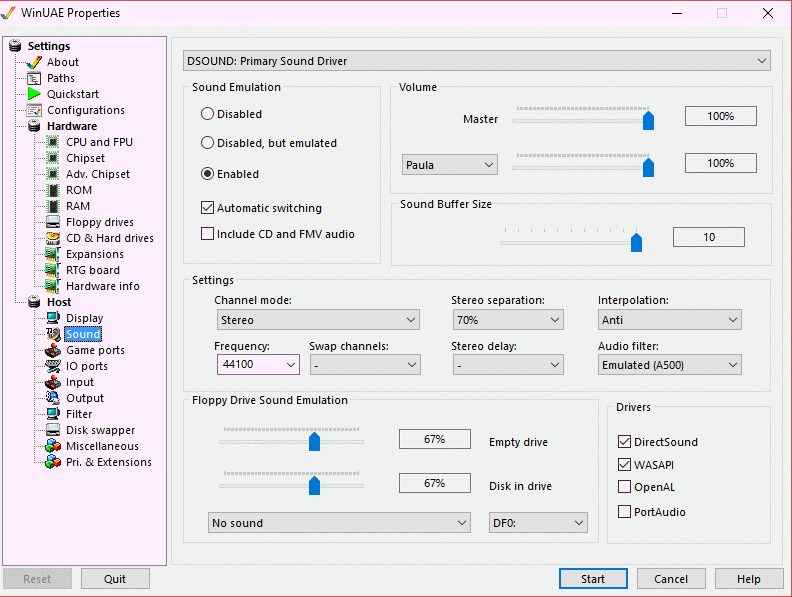 WinUAE Properties
Settings
About
Paths
Quickstart
Configurations
Hardware
CPU and FPU
Chipset
Adv. Chipset
ROM
RAM
Floppy drives
CD & Hard drives
Expansions
RTG board
Hardware info
Host
Display
Sound
Game ports
IO ports
Input
Output
Filter
Disk swapper
Miscellaneous
Pri. & Extensions
DSOUND: Primary Sound Driver
Sound Emulation
Disabled
Disabled, but emulated
Enabled
Automatic switching
Include CD and FMV audio
Volume
Master 100%
Paula 100%
Sound Buffer Size
10
Settings
Channel mode: Stereo separation: Interpolation:
Stereo 70% Anti
Frequency: Swap channels: Stereo delay: Audio filter:
44100 - - Emulated (A500)
Floppy Drive Sound Emulation
67% Empty drive
67% Disk in drive
No sound DF0:
Drivers
DirectSound
WASAPI
OpenAL
PortAudio
Reset Quit Start Cancel Help